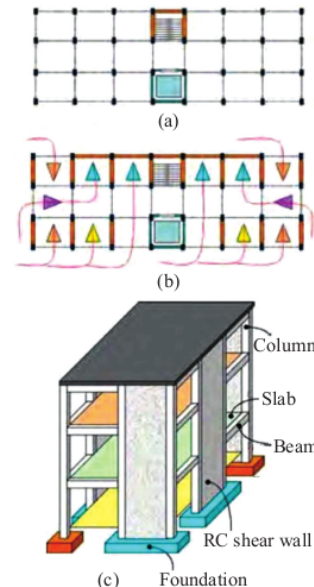 (a)
(b)
Column
Slab
Beam
RC shear wall
(c)
Foundation